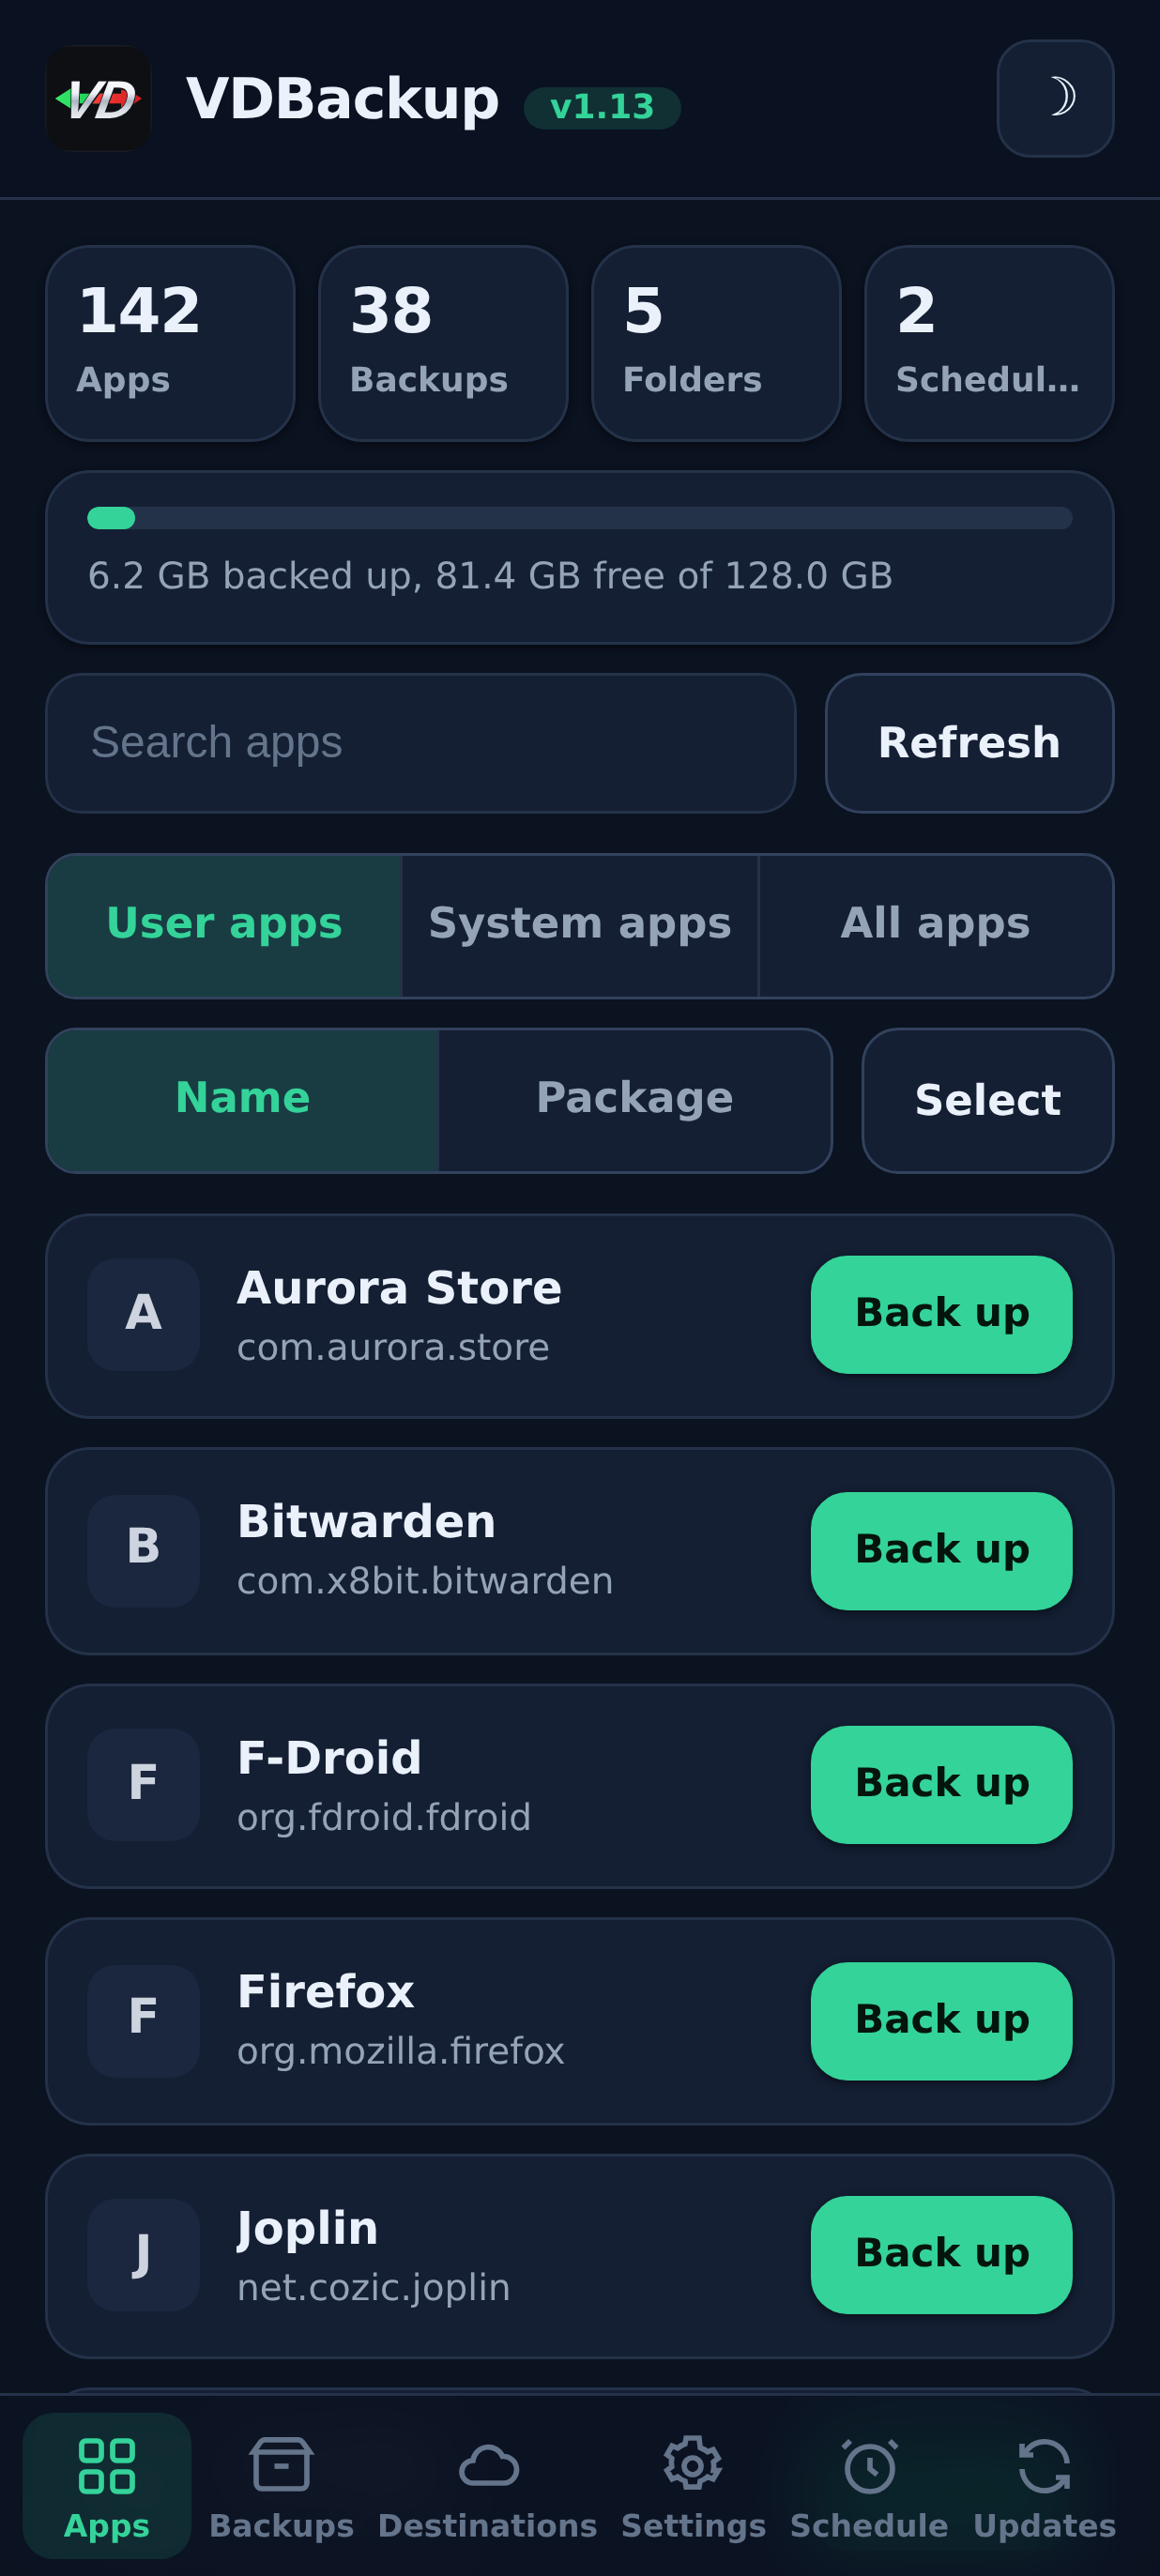 VD
VDBackup v1.13
142
Apps
38
Backups
5
Folders
2
Schedul...
6.2 GB backed up, 81.4 GB free of 128.0 GB
Search apps
Refresh
User apps
System apps
All apps
Name
Package
Select
A
Aurora Store
com.aurora.store
Back up
B
Bitwarden
com.x8bit.bitwarden
Back up
F
F-Droid
org.fdroid.fdroid
Back up
F
Firefox
org.mozilla.firefox
Back up
J
Joplin
net.cozic.joplin
Back up
Apps
Backups
Destinations
Settings
Schedule
Updates